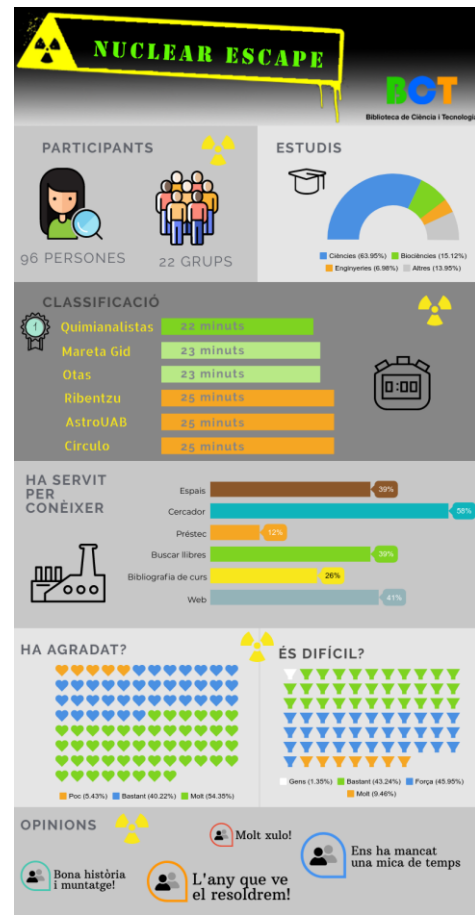 NUCLEAR ESCAPE
BCT
Biblioteca de Ciència i Tecnologia
PARTICIPANTS
96 PERSONES
22 GRUPS
ESTUDIS
Ciències (63.95%) Biociències (15.12%)
Enginyeries (6.98%) Altres (13.95%)
CLASSIFICACIÓ
1
Quimianalistas 22 minuts
Mareta Gid 23 minuts
Otas 23 minuts
Ribentzu 25 minuts
AstroUAB 25 minuts
Circulo 25 minuts
0:00
HA SERVIT
PER
CONÈIXER
Espais 39%
Cercador 58%
Préstec 12%
Buscar llibres 39%
Bibliografia de curs 26%
Web 41%
HA AGRADAT?
Poc (5.43%) Bastant (40.22%) Molt (54.35%)
ÉS DIFÍCIL?
Gens (1.35%) Bastant (43.24%) Força (45.95%)
Molt (9.46%)
OPINIONS
Molt xulo!
Bona història
i muntatge!
L'any que ve
el resoldrem!
Ens ha mancat
una mica de temps